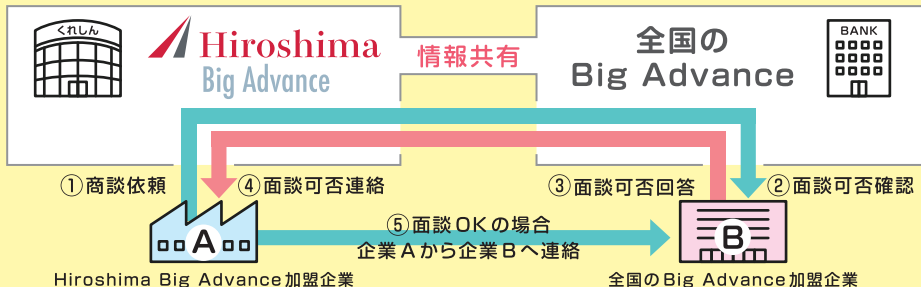 くれしん
Hiroshima
Big Advance
情報共有
全国の
Big Advance
BANK
①商談依頼
④面談可否連絡
③面談可否回答
②面談可否確認
A
⑤面談OKの場合
企業Aから企業Bへ連絡
B
Hiroshima Big Advance加盟企業
全国のBig Advance加盟企業